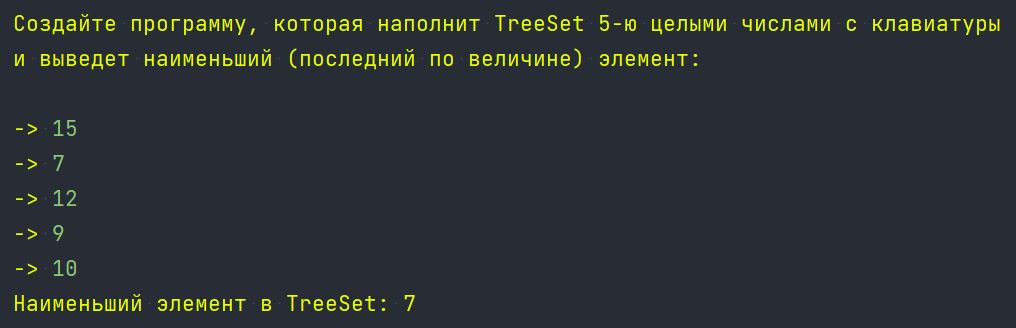 Создайте программу, которая наполнит TreeSet 5-ю целыми числами с клавиатуры
и выведет наименьший (последний по величине) элемент:
-> 15
-> 7
-> 12
-> 9
-> 10
Наименьший элемент в TreeSet: 7